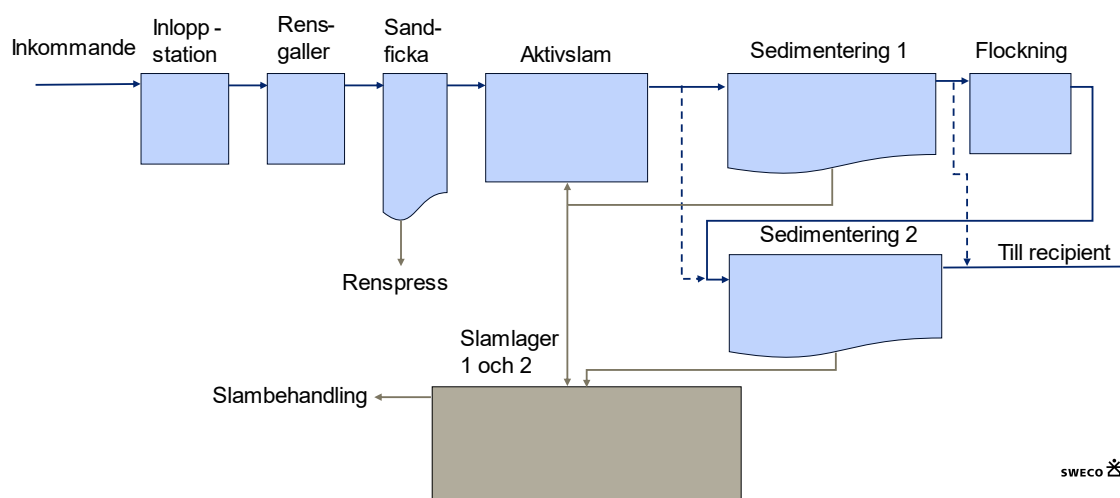 Inkommande
Inlopp -
station
Rens-
galler
Sand-
ficka
Aktivslam
Sedimentering 1
Flockning
Sedimentering 2
Till recipient
Renspress
Slamlager
1 och 2
Slambehandling
SWECO